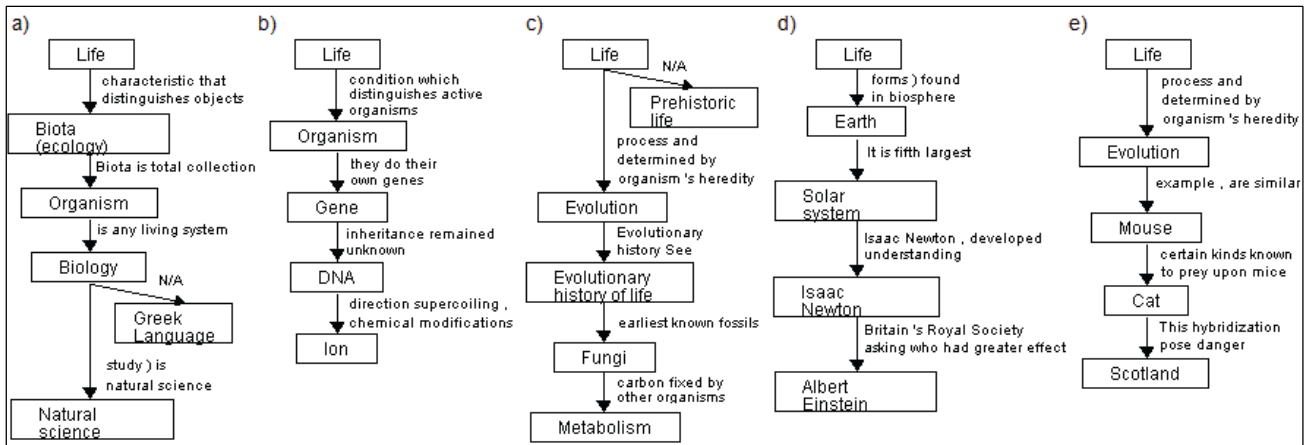 a)
Life
characteristic that
distinguishes objects
Biota
(ecology)
Biota is total collection
Organism
is any living system
Biology
N/A
Greek
Language
study ) is
natural science
Natural
science
b)
Life
condition which
distinguishes active
organisms
Organism
they do their
own genes
Gene
inheritance remained
unknown
DNA
direction supercoiling ,
chemical modifications
Ion
c)
Life
N/A
Prehistoric
life
process and
determined by
organism 's heredity
Evolution
Evolutionary
history See
Evolutionary
history of life
earliest known fossils
Fungi
carbon fixed by
other organisms
Metabolism
d)
Life
forms ) found
in biosphere
Earth
It is fifth largest
Solar
system
Isaac Newton , developed
understanding
Isaac
Newton
Britain 's Royal Society
asking who had greater effect
Albert
Einstein
e)
Life
process and
determined by
organism 's heredity
Evolution
example , are similar
Mouse
certain kinds known
to prey upon mice
Cat
This hybridization
pose danger
Scotland